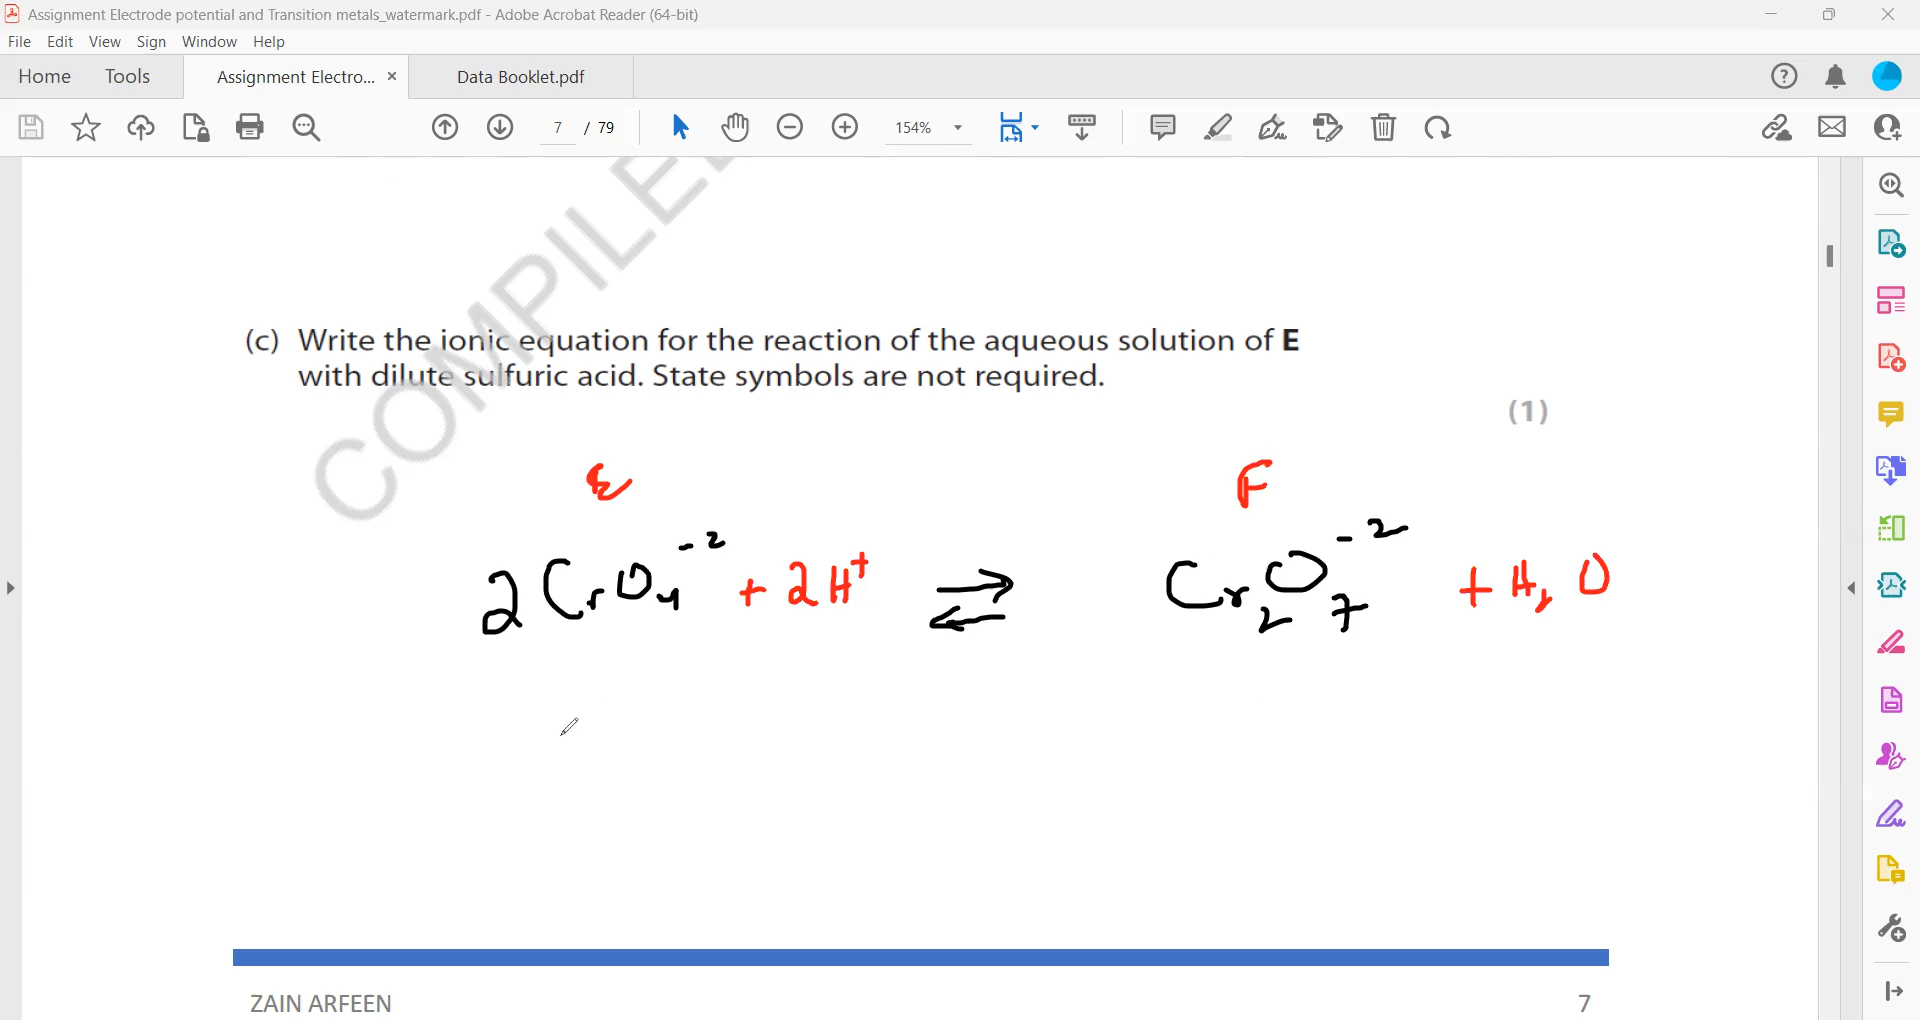 Assignment Electrode potential and Transition metals_watermark.pdf - Adobe Acrobat Reader (64-bit)
File Edit View Sign Window Help
Home Tools Assignment Electro... × Data Booklet.pdf
7 / 79 154%
COMPILED
(c) Write the ionic equation for the reaction of the aqueous solution of E
with dilute sulfuric acid. State symbols are not required.
(1)
E F
2CrO₄⁻² + 2H⁺ ⇌ Cr₂O₇⁻² + H₂O
ZAIN ARFEEN 7